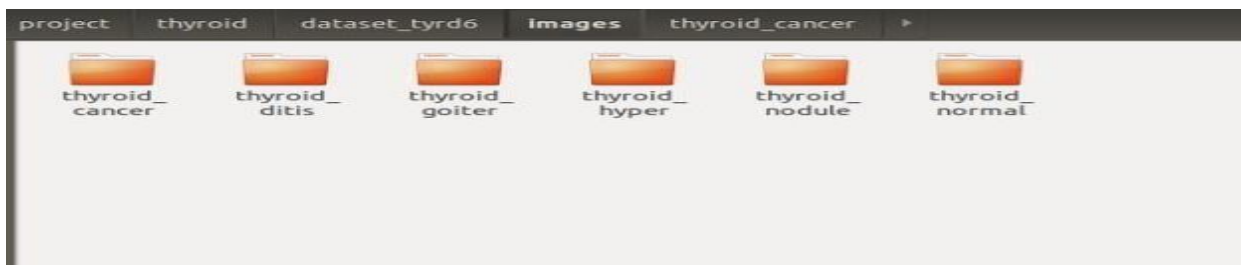 project thyroid dataset_tyrd6 images thyroid_cancer
thyroid_ thyroid_ thyroid_ thyroid_ thyroid_ thyroid_
cancer ditis goiter hyper nodule normal